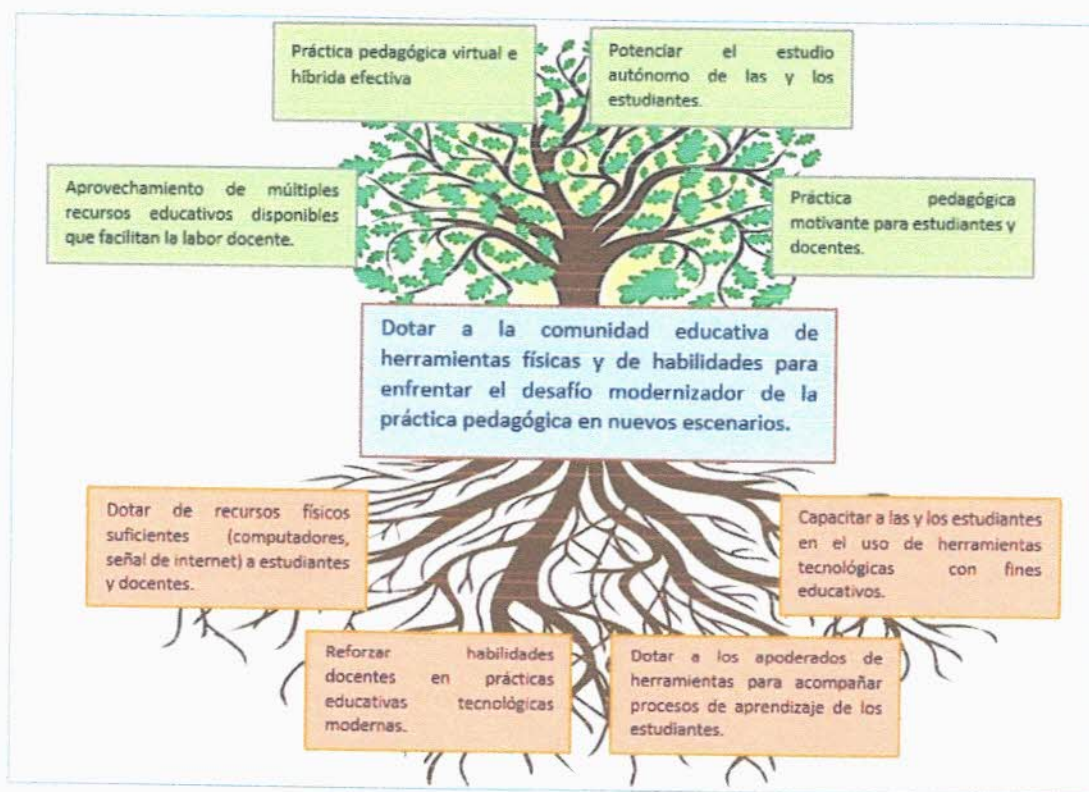 Práctica pedagógica virtual e
híbrida efectiva
Potenciar el estudio
autónomo de las y los
estudiantes.
Aprovechamiento de múltiples
recursos educativos disponibles
que facilitan la labor docente.
Práctica pedagógica
motivante para estudiantes y
docentes.
Dotar a la comunidad educativa de
herramientas físicas y de habilidades para
enfrentar el desafío modernizador de la
práctica pedagógica en nuevos escenarios.
Dotar de recursos físicos
suficientes (computadores,
señal de internet) a estudiantes
y docentes.
Capacitar a las y los estudiantes
en el uso de herramientas
tecnológicas con fines
educativos.
Reforzar habilidades
docentes en prácticas
educativas tecnológicas
modernas.
Dotar a los apoderados de
herramientas para acompañar
procesos de aprendizaje de los
estudiantes.